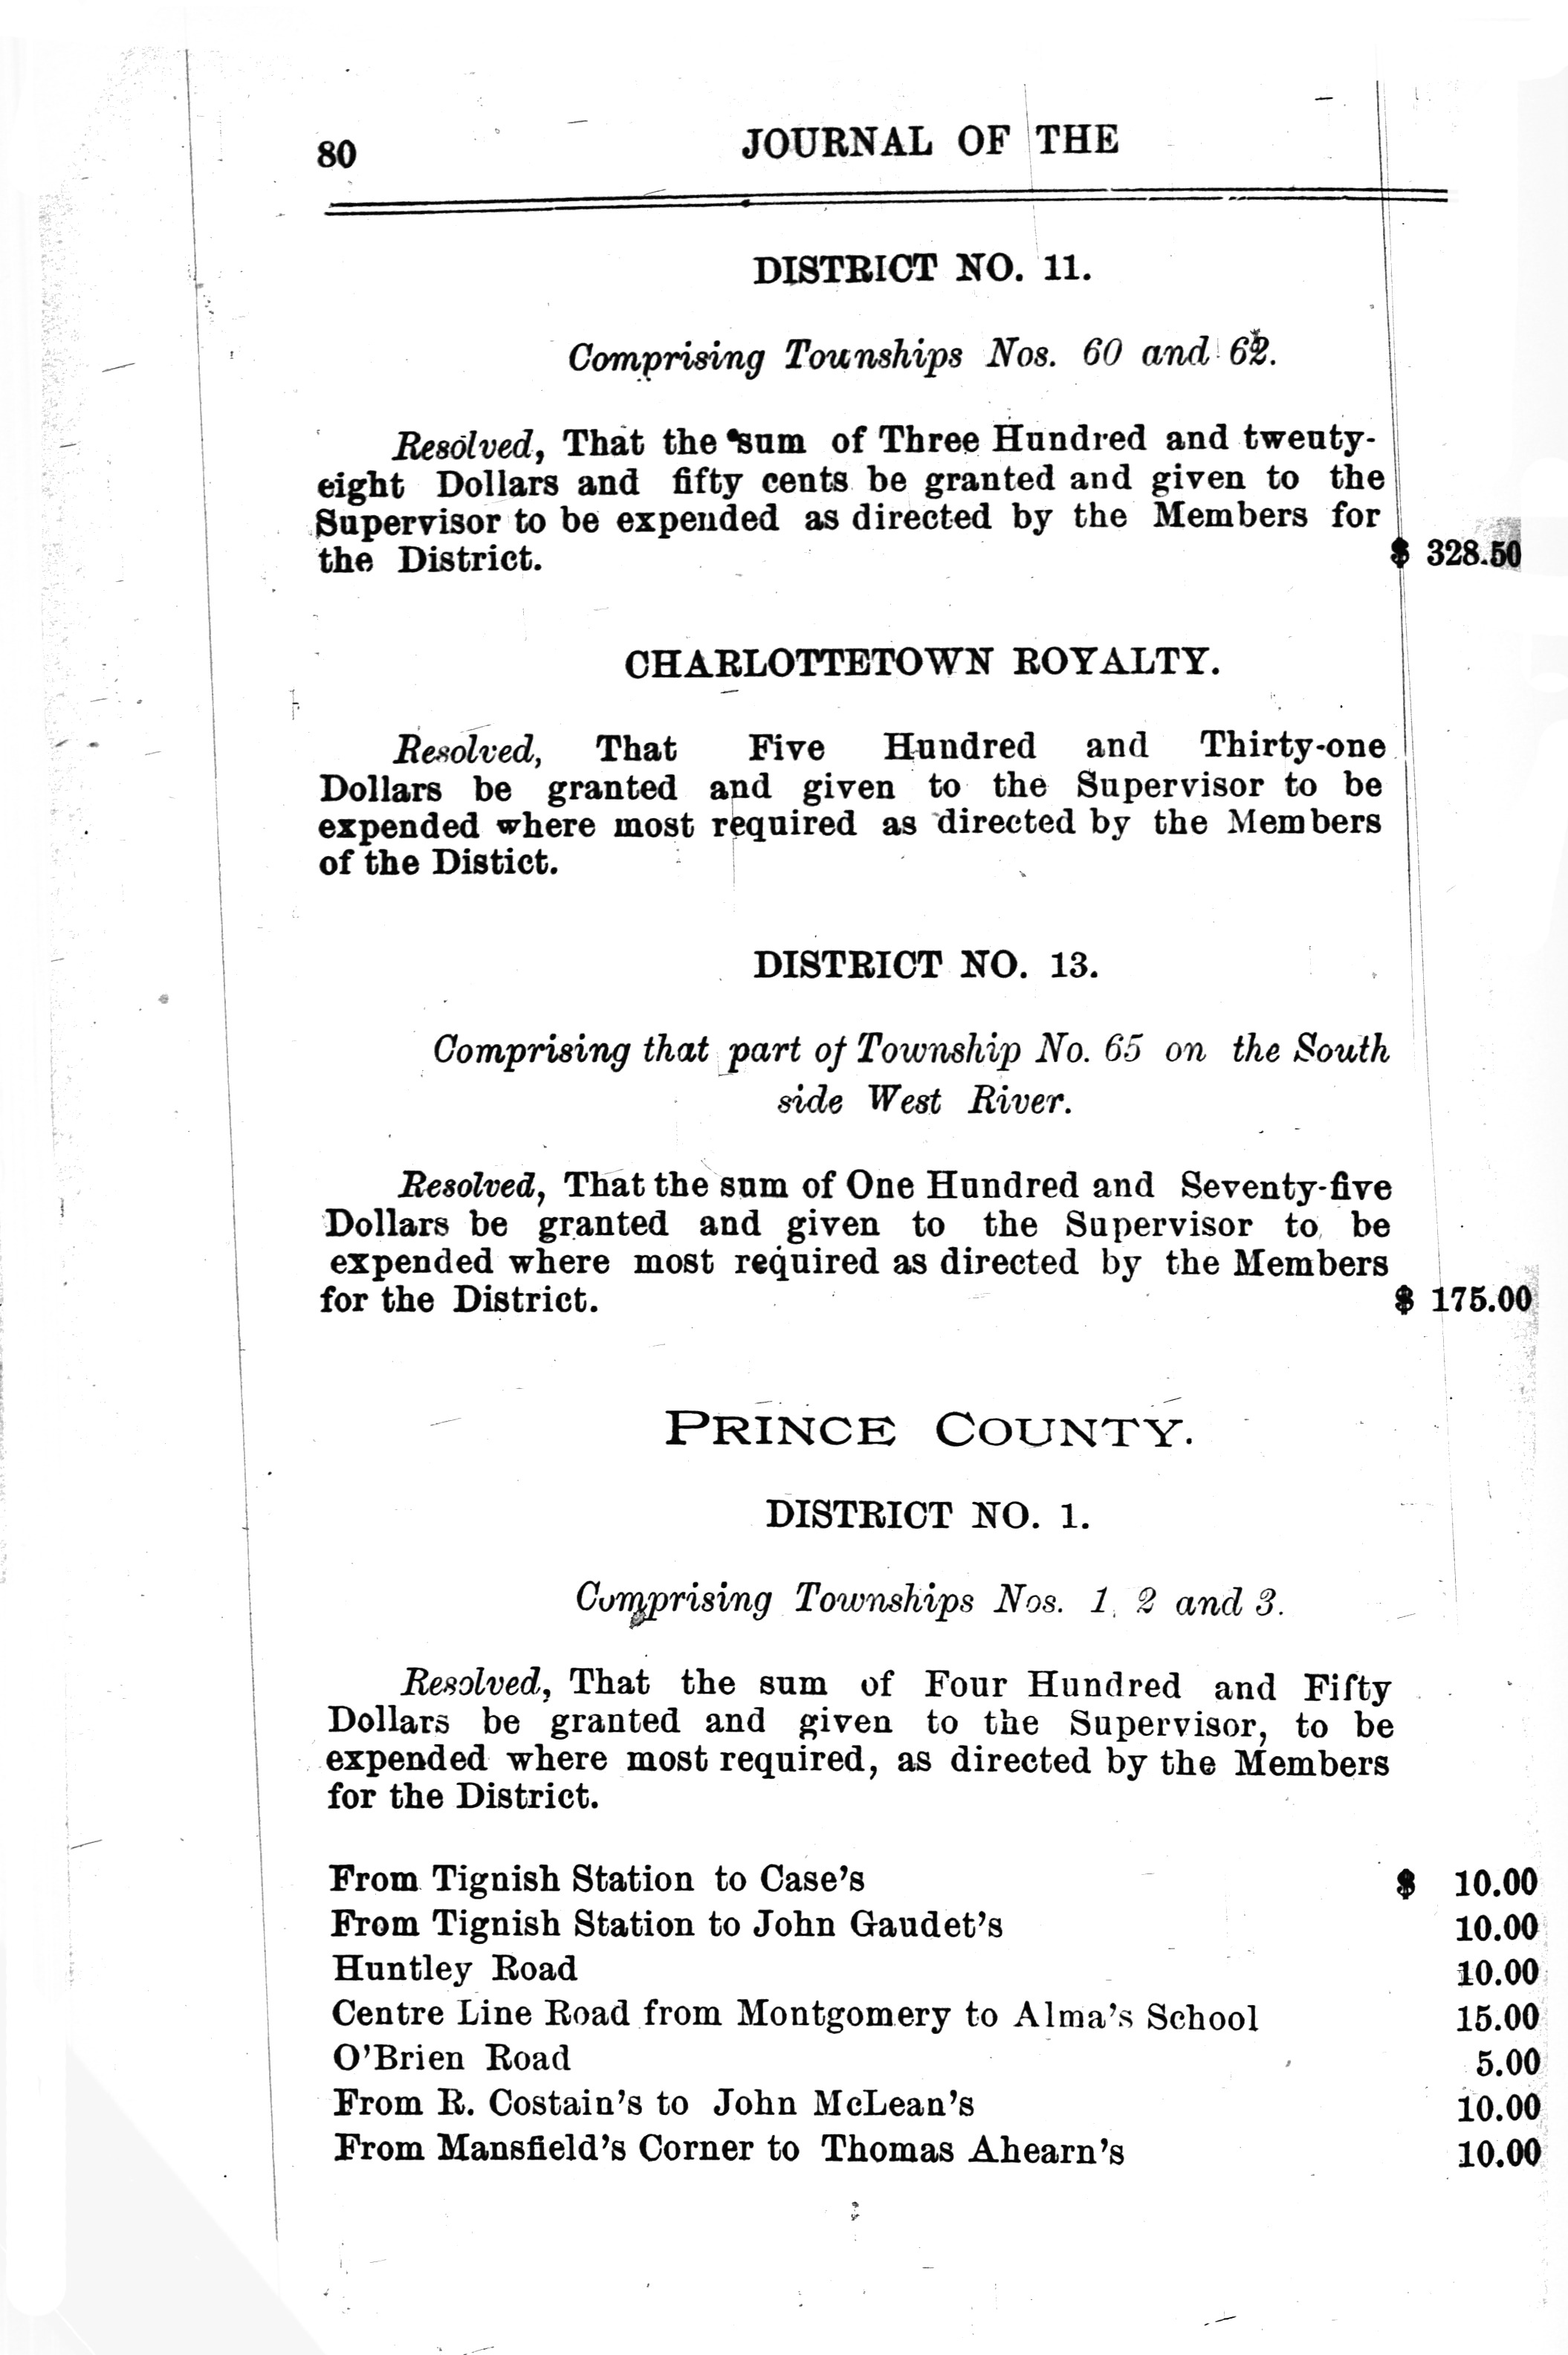 80
JOURNAL OF THE
DISTRICT NO. 11.
Comprising Townships Nos. 60 and 62.
Resolved, That the sum of Three Hundred and twenty-
eight Dollars and fifty cents be granted and given to the
Supervisor to be expended as directed by the Members for
the District. $ 328.50
CHARLOTTETOWN ROYALTY.
Resolved, That Five Hundred and Thirty-one
Dollars be granted and given to the Supervisor to be
expended where most required as directed by the Members
of the Distict.
DISTRICT NO. 13.
Comprising that part of Township No. 65 on the South
side West River.
Resolved, That the sum of One Hundred and Seventy-five
Dollars be granted and given to the Supervisor to be
expended where most required as directed by the Members
for the District. $ 175.00
PRINCE COUNTY.
DISTRICT NO. 1.
Comprising Townships Nos. 1, 2 and 3.
Resolved, That the sum of Four Hundred and Fifty
Dollars be granted and given to the Supervisor, to be
expended where most required, as directed by the Members
for the District.
From Tignish Station to Case's $ 10.00
From Tignish Station to John Gaudet's 10.00
Huntley Road 10.00
Centre Line Road from Montgomery to Alma's School 15.00
O'Brien Road 5.00
From R. Costain's to John McLean's 10.00
From Mansfield's Corner to Thomas Ahearn's 10.00